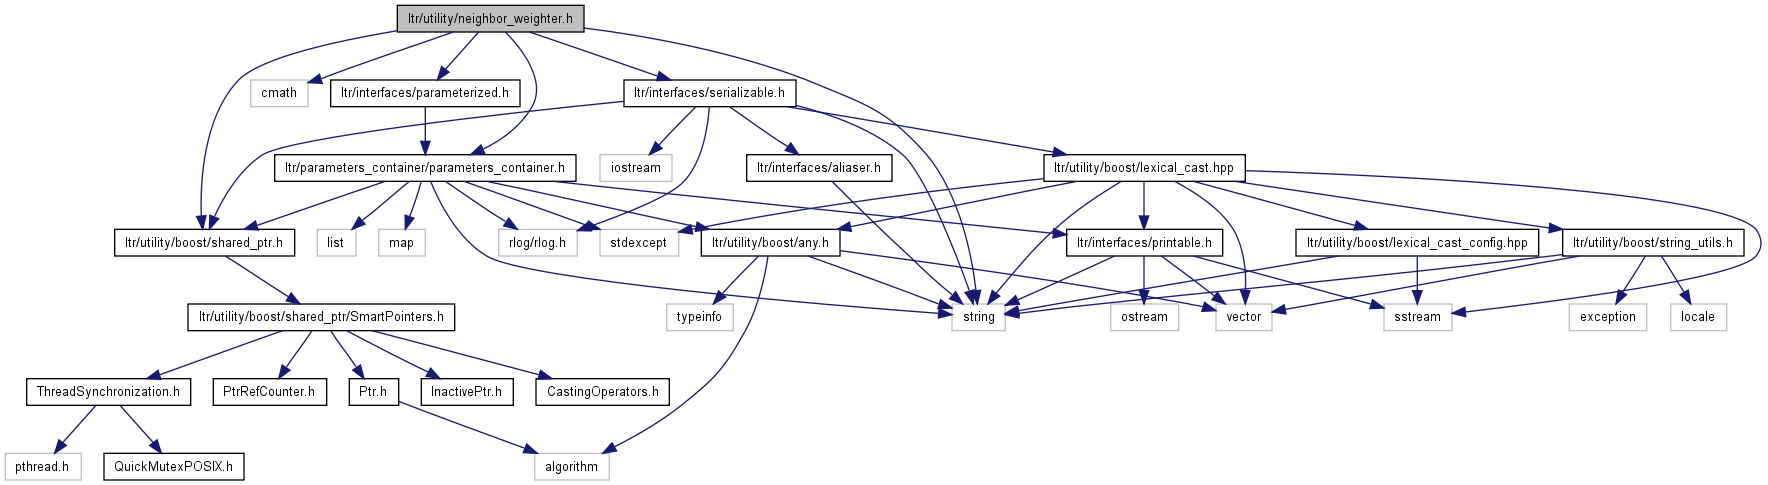 ltr/utility/neighbor_weighter.h
cmath
ltr/interfaces/parameterized.h
ltr/interfaces/serializable.h
ltr/parameters_container/parameters_container.h
iostream
ltr/interfaces/aliaser.h
ltr/utility/boost/lexical_cast.hpp
ltr/utility/boost/shared_ptr.h
list
map
rlog/rlog.h
stdexcept
ltr/utility/boost/any.h
ltr/interfaces/printable.h
ltr/utility/boost/lexical_cast_config.hpp
ltr/utility/boost/string_utils.h
ltr/utility/boost/shared_ptr/SmartPointers.h
typeinfo
string
ostream
vector
sstream
exception
locale
ThreadSynchronization.h
PtrRefCounter.h
Ptr.h
InactivePtr.h
CastingOperators.h
pthread.h
QuickMutexPOSIX.h
algorithm